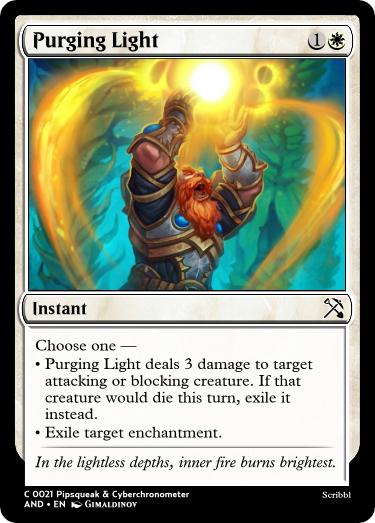 Purging Light 1
Instant
Choose one —
• Purging Light deals 3 damage to target
attacking or blocking creature. If that
creature would die this turn, exile it
instead.
• Exile target enchantment.
In the lightless depths, inner fire burns brightest.
C 0021 Pipsqueak & Cyberchronometer
Scribbl
AND • EN Gimaldinov